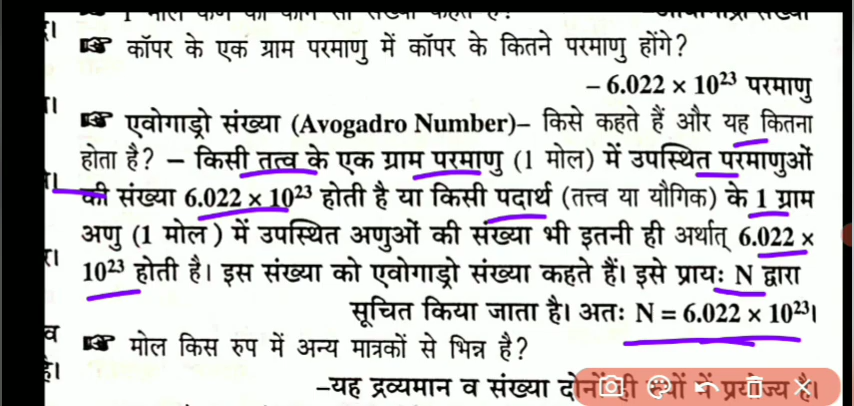 ☞ कॉपर के एक ग्राम परमाणु में कॉपर के कितने परमाणु होंगे?
– 6.022 × 10²³ परमाणु
☞ एवोगाड्रो संख्या (Avogadro Number)– किसे कहते हैं और यह कितना
होता है? – किसी तत्व के एक ग्राम परमाणु (1 मोल) में उपस्थित परमाणुओं
की संख्या 6.022 × 10²³ होती है या किसी पदार्थ (तत्त्व या यौगिक) के 1 ग्राम
अणु (1 मोल ) में उपस्थित अणुओं की संख्या भी इतनी ही अर्थात् 6.022 ×
10²³ होती है। इस संख्या को एवोगाड्रो संख्या कहते हैं। इसे प्रायः N द्वारा
सूचित किया जाता है। अतः N = 6.022 × 10²³।
☞ मोल किस रुप में अन्य मात्रकों से भिन्न है?
–यह द्रव्यमान व संख्या दोनों ही में प्रयोज्य है।